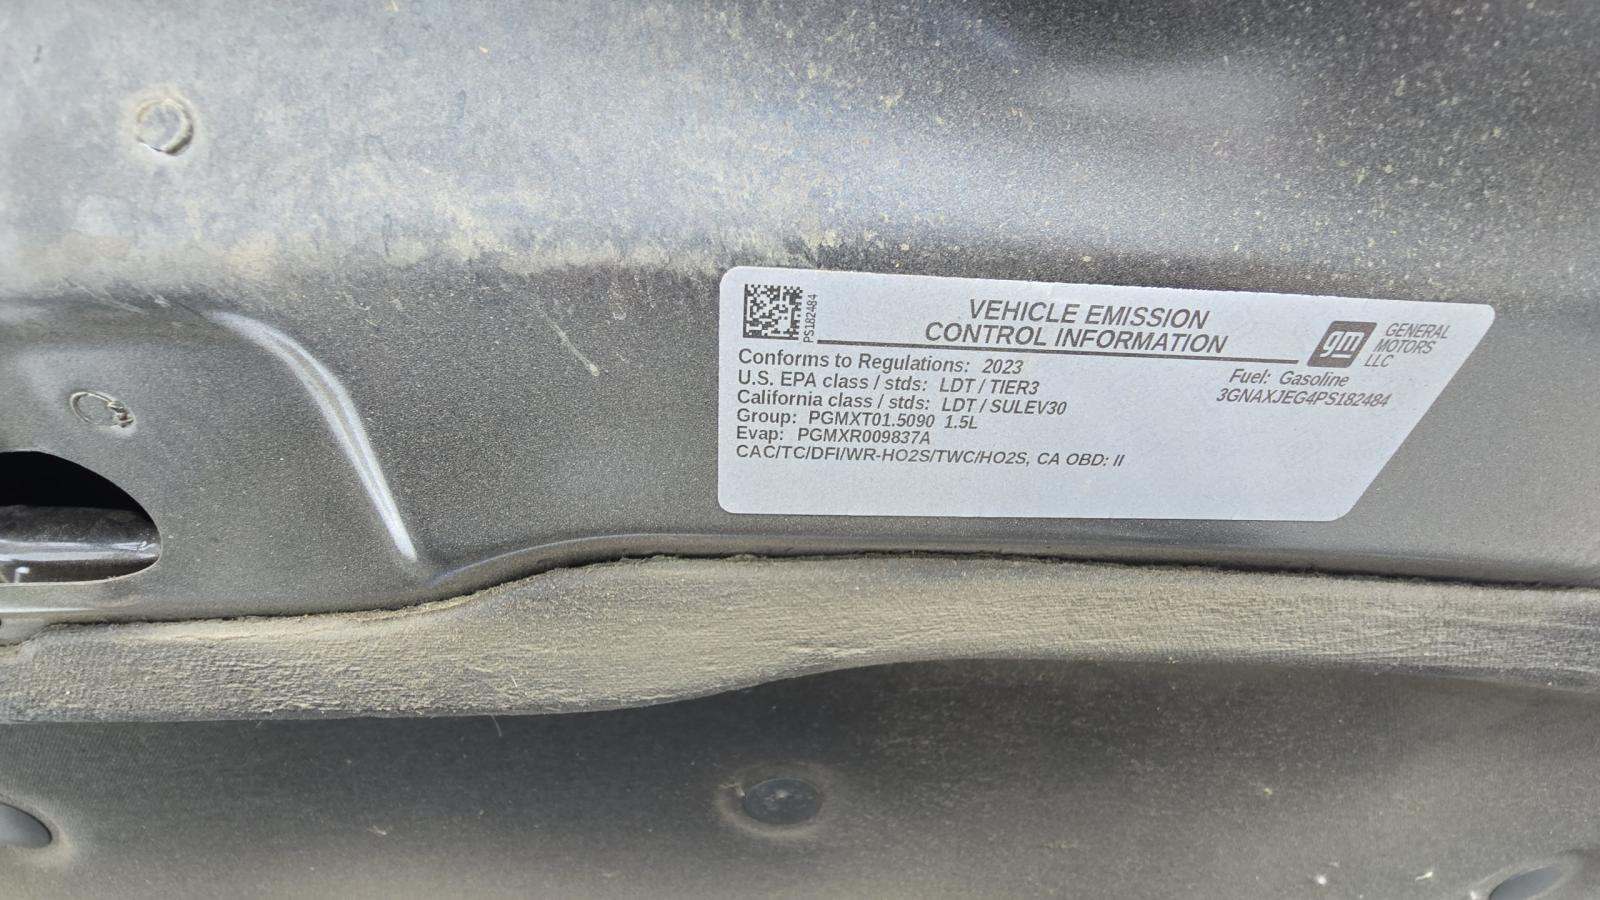 PS182484
VEHICLE EMISSION
CONTROL INFORMATION
gm
GENERAL
MOTORS
LLC
Conforms to Regulations: 2023
U.S. EPA class / stds: LDT / TIER3
California class / stds: LDT / SULEV30
Group: PGMXT01.5090 1.5L
Evap: PGMXR009837A
CAC/TC/DFI/WR-HO2S/TWC/HO2S, CA OBD: II
Fuel: Gasoline
3GNAXJEG4PS182484